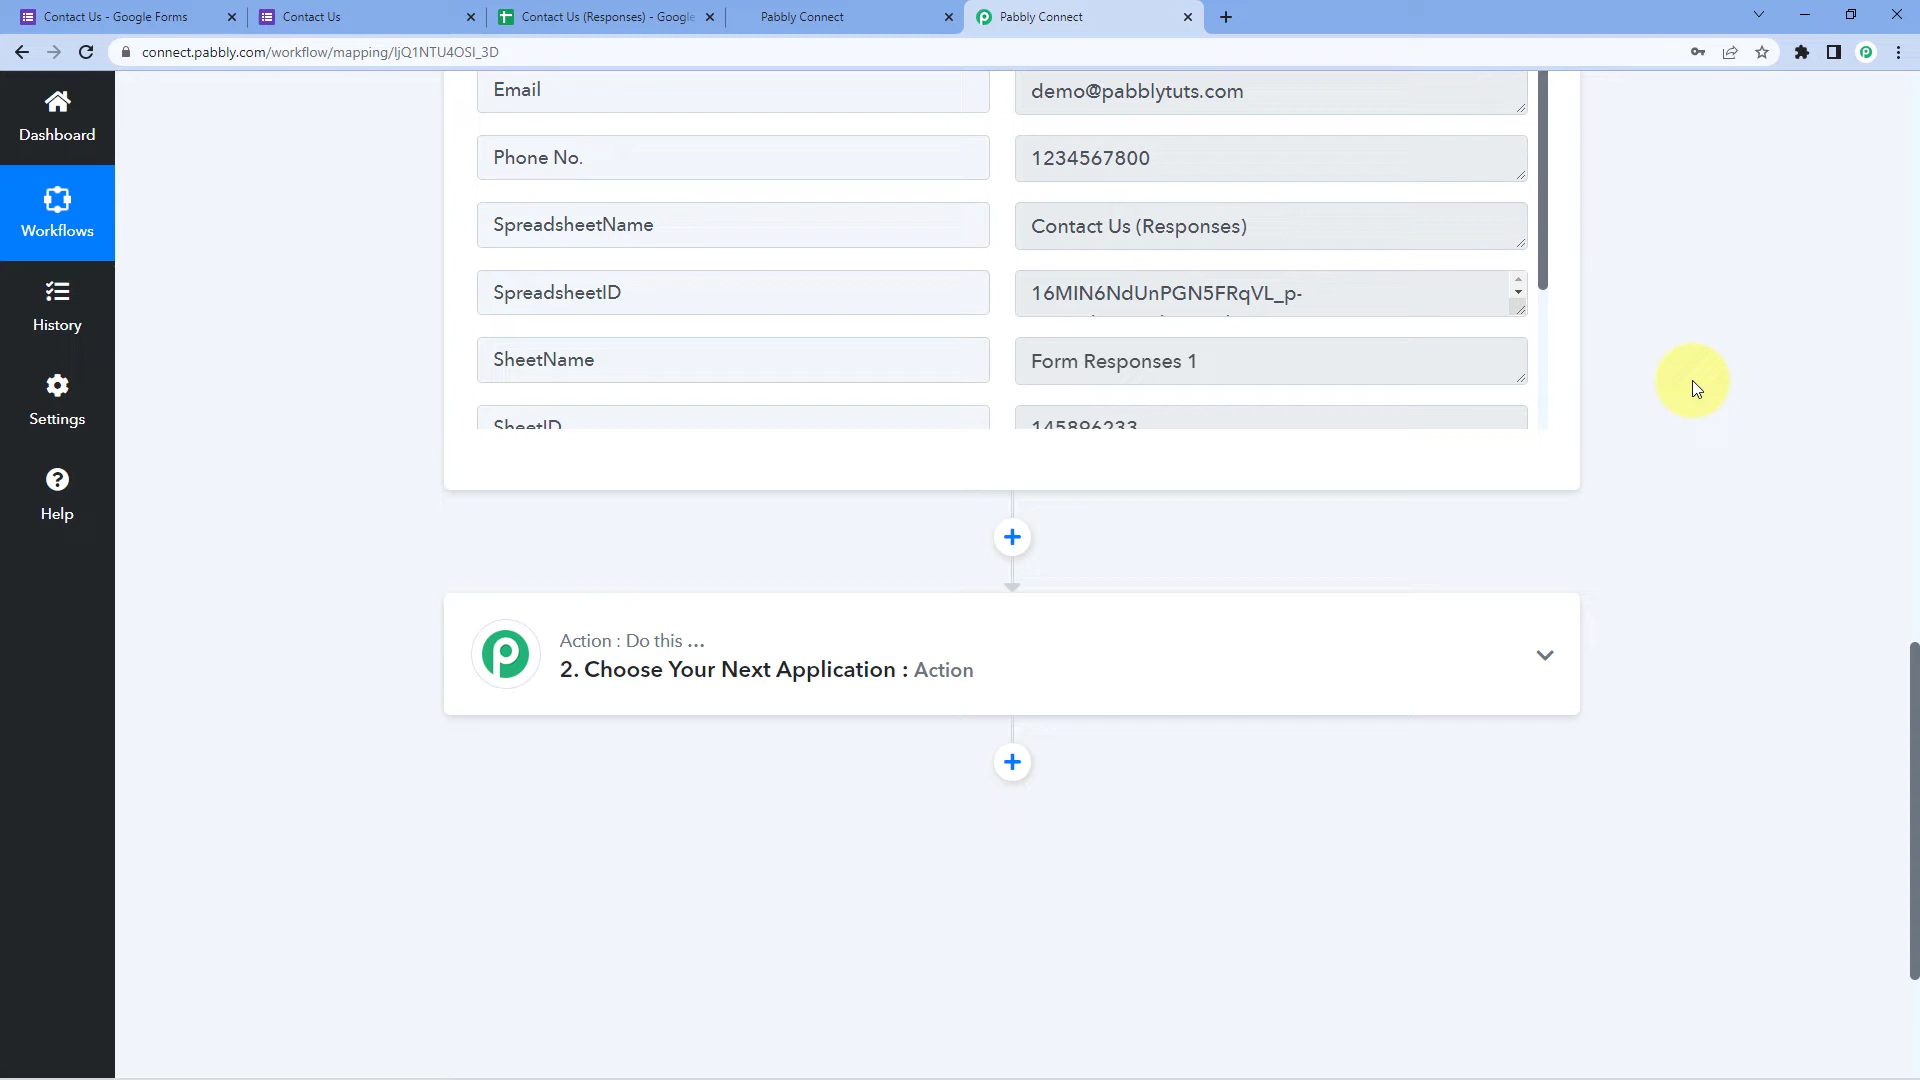 Contact Us - Google Forms
Contact Us
Contact Us (Responses) - Google
Pabbly Connect
Pabbly Connect
connect.pabbly.com/workflow/mapping/IjQ1NTU4OSI_3D
Dashboard
Workflows
History
Settings
Help
Email
demo@pabblytuts.com
Phone No.
1234567800
SpreadsheetName
Contact Us (Responses)
SpreadsheetID
16MIN6NdUnPGN5FRqVL_p-
SheetName
Form Responses 1
SheetID
145896233
Action : Do this ...
2. Choose Your Next Application : Action